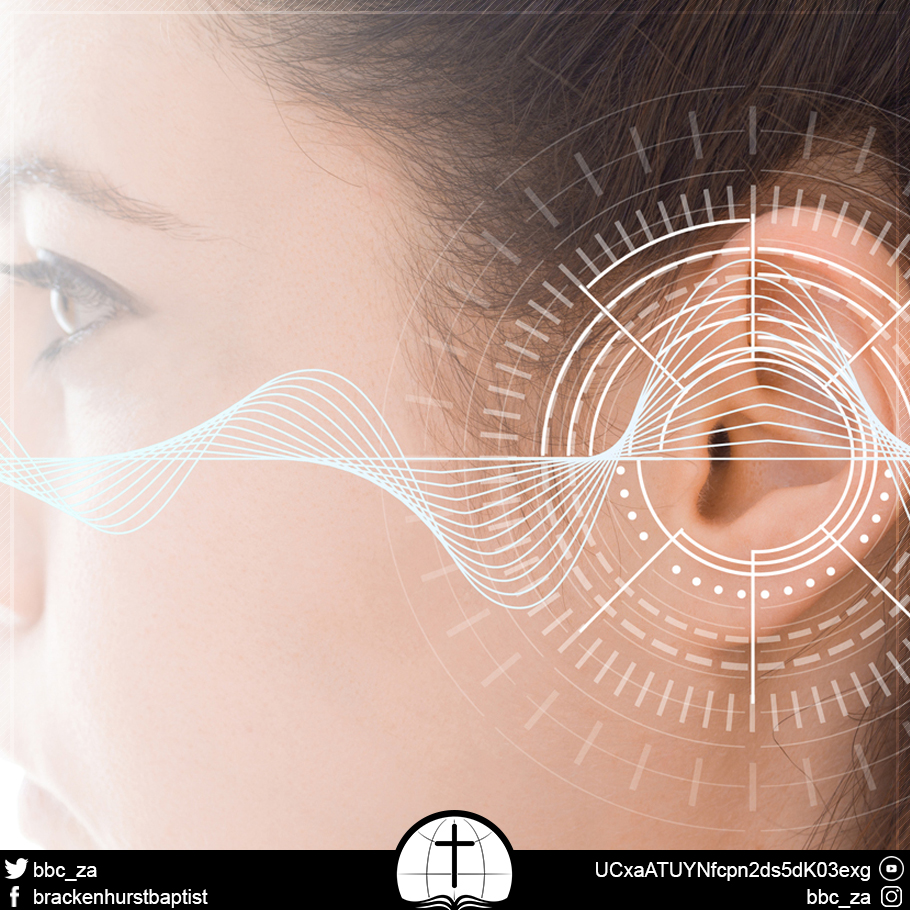 bbc_za
brackenhurstbaptist
UCxaATUYNfcpn2ds5dK03exg
bbc_za